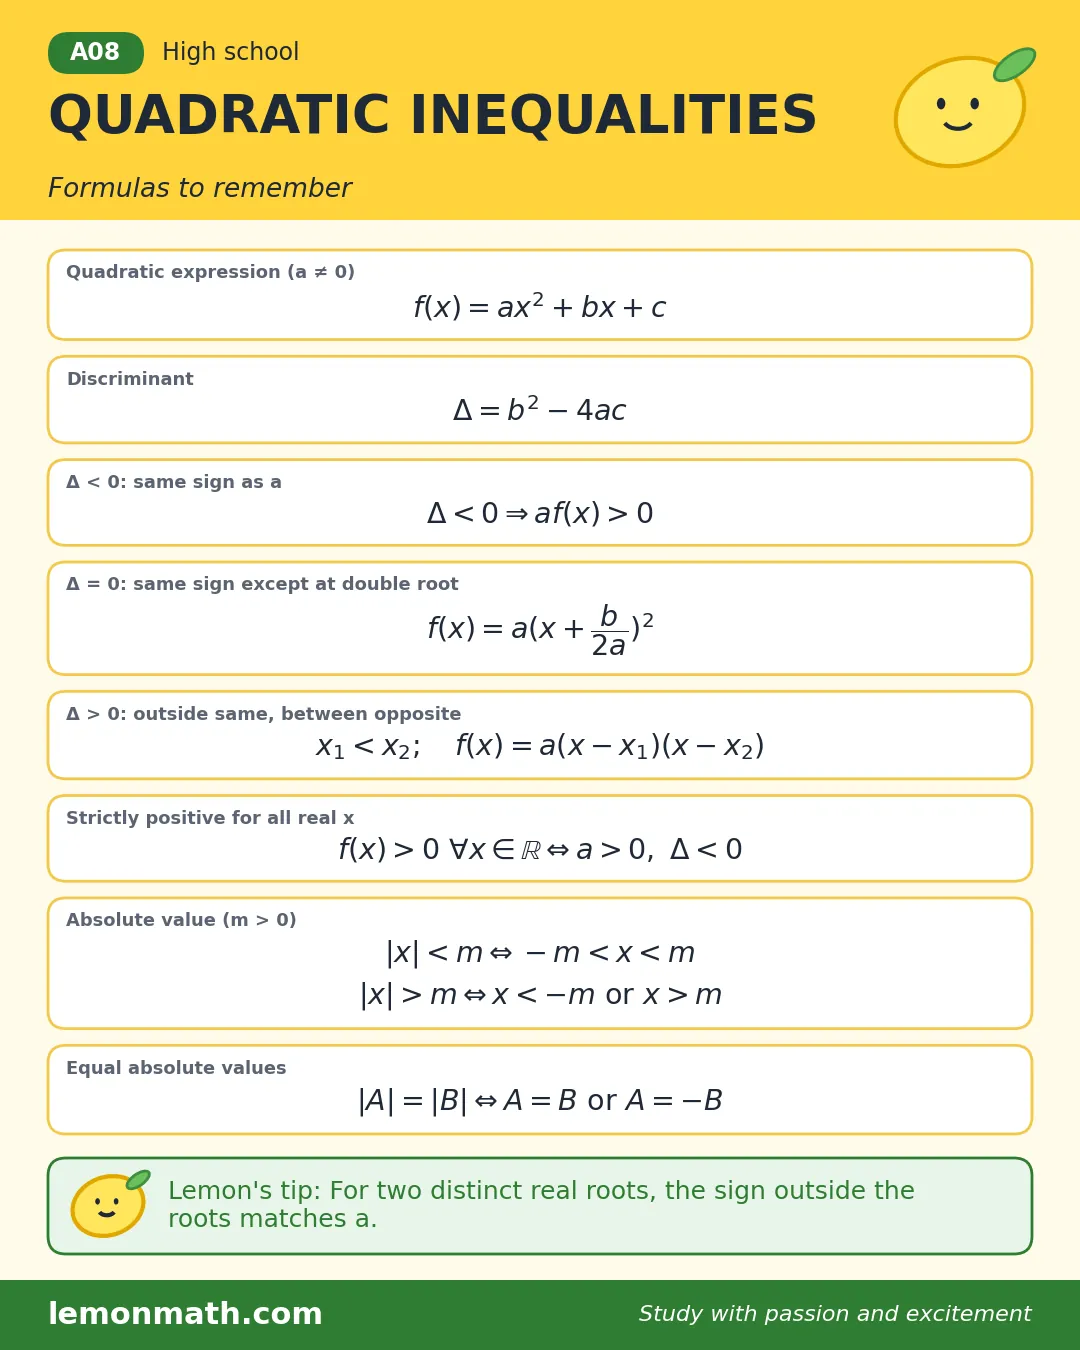 A08 High school
QUADRATIC INEQUALITIES
Formulas to remember
Quadratic expression (a ≠ 0)
f(x) = ax² + bx + c
Discriminant
Δ = b² − 4ac
Δ < 0: same sign as a
Δ < 0 ⇒ af(x) > 0
Δ = 0: same sign except at double root
f(x) = a(x + b/2a)²
Δ > 0: outside same, between opposite
x₁ < x₂; f(x) = a(x − x₁)(x − x₂)
Strictly positive for all real x
f(x) > 0 ∀x ∈ ℝ ⇔ a > 0, Δ < 0
Absolute value (m > 0)
|x| < m ⇔ −m < x < m
|x| > m ⇔ x < −m or x > m
Equal absolute values
|A| = |B| ⇔ A = B or A = −B
Lemon's tip: For two distinct real roots, the sign outside the
roots matches a.
lemonmath.com
Study with passion and excitement